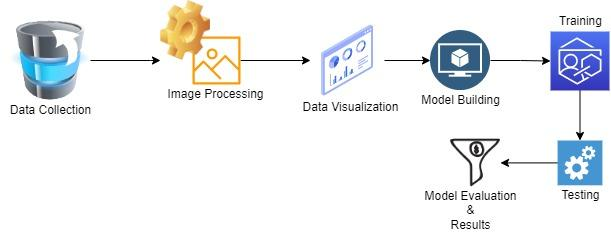 Training
Data Collection
Image Processing
Data Visualization
Model Building
Model Evaluation
&
Results
Testing